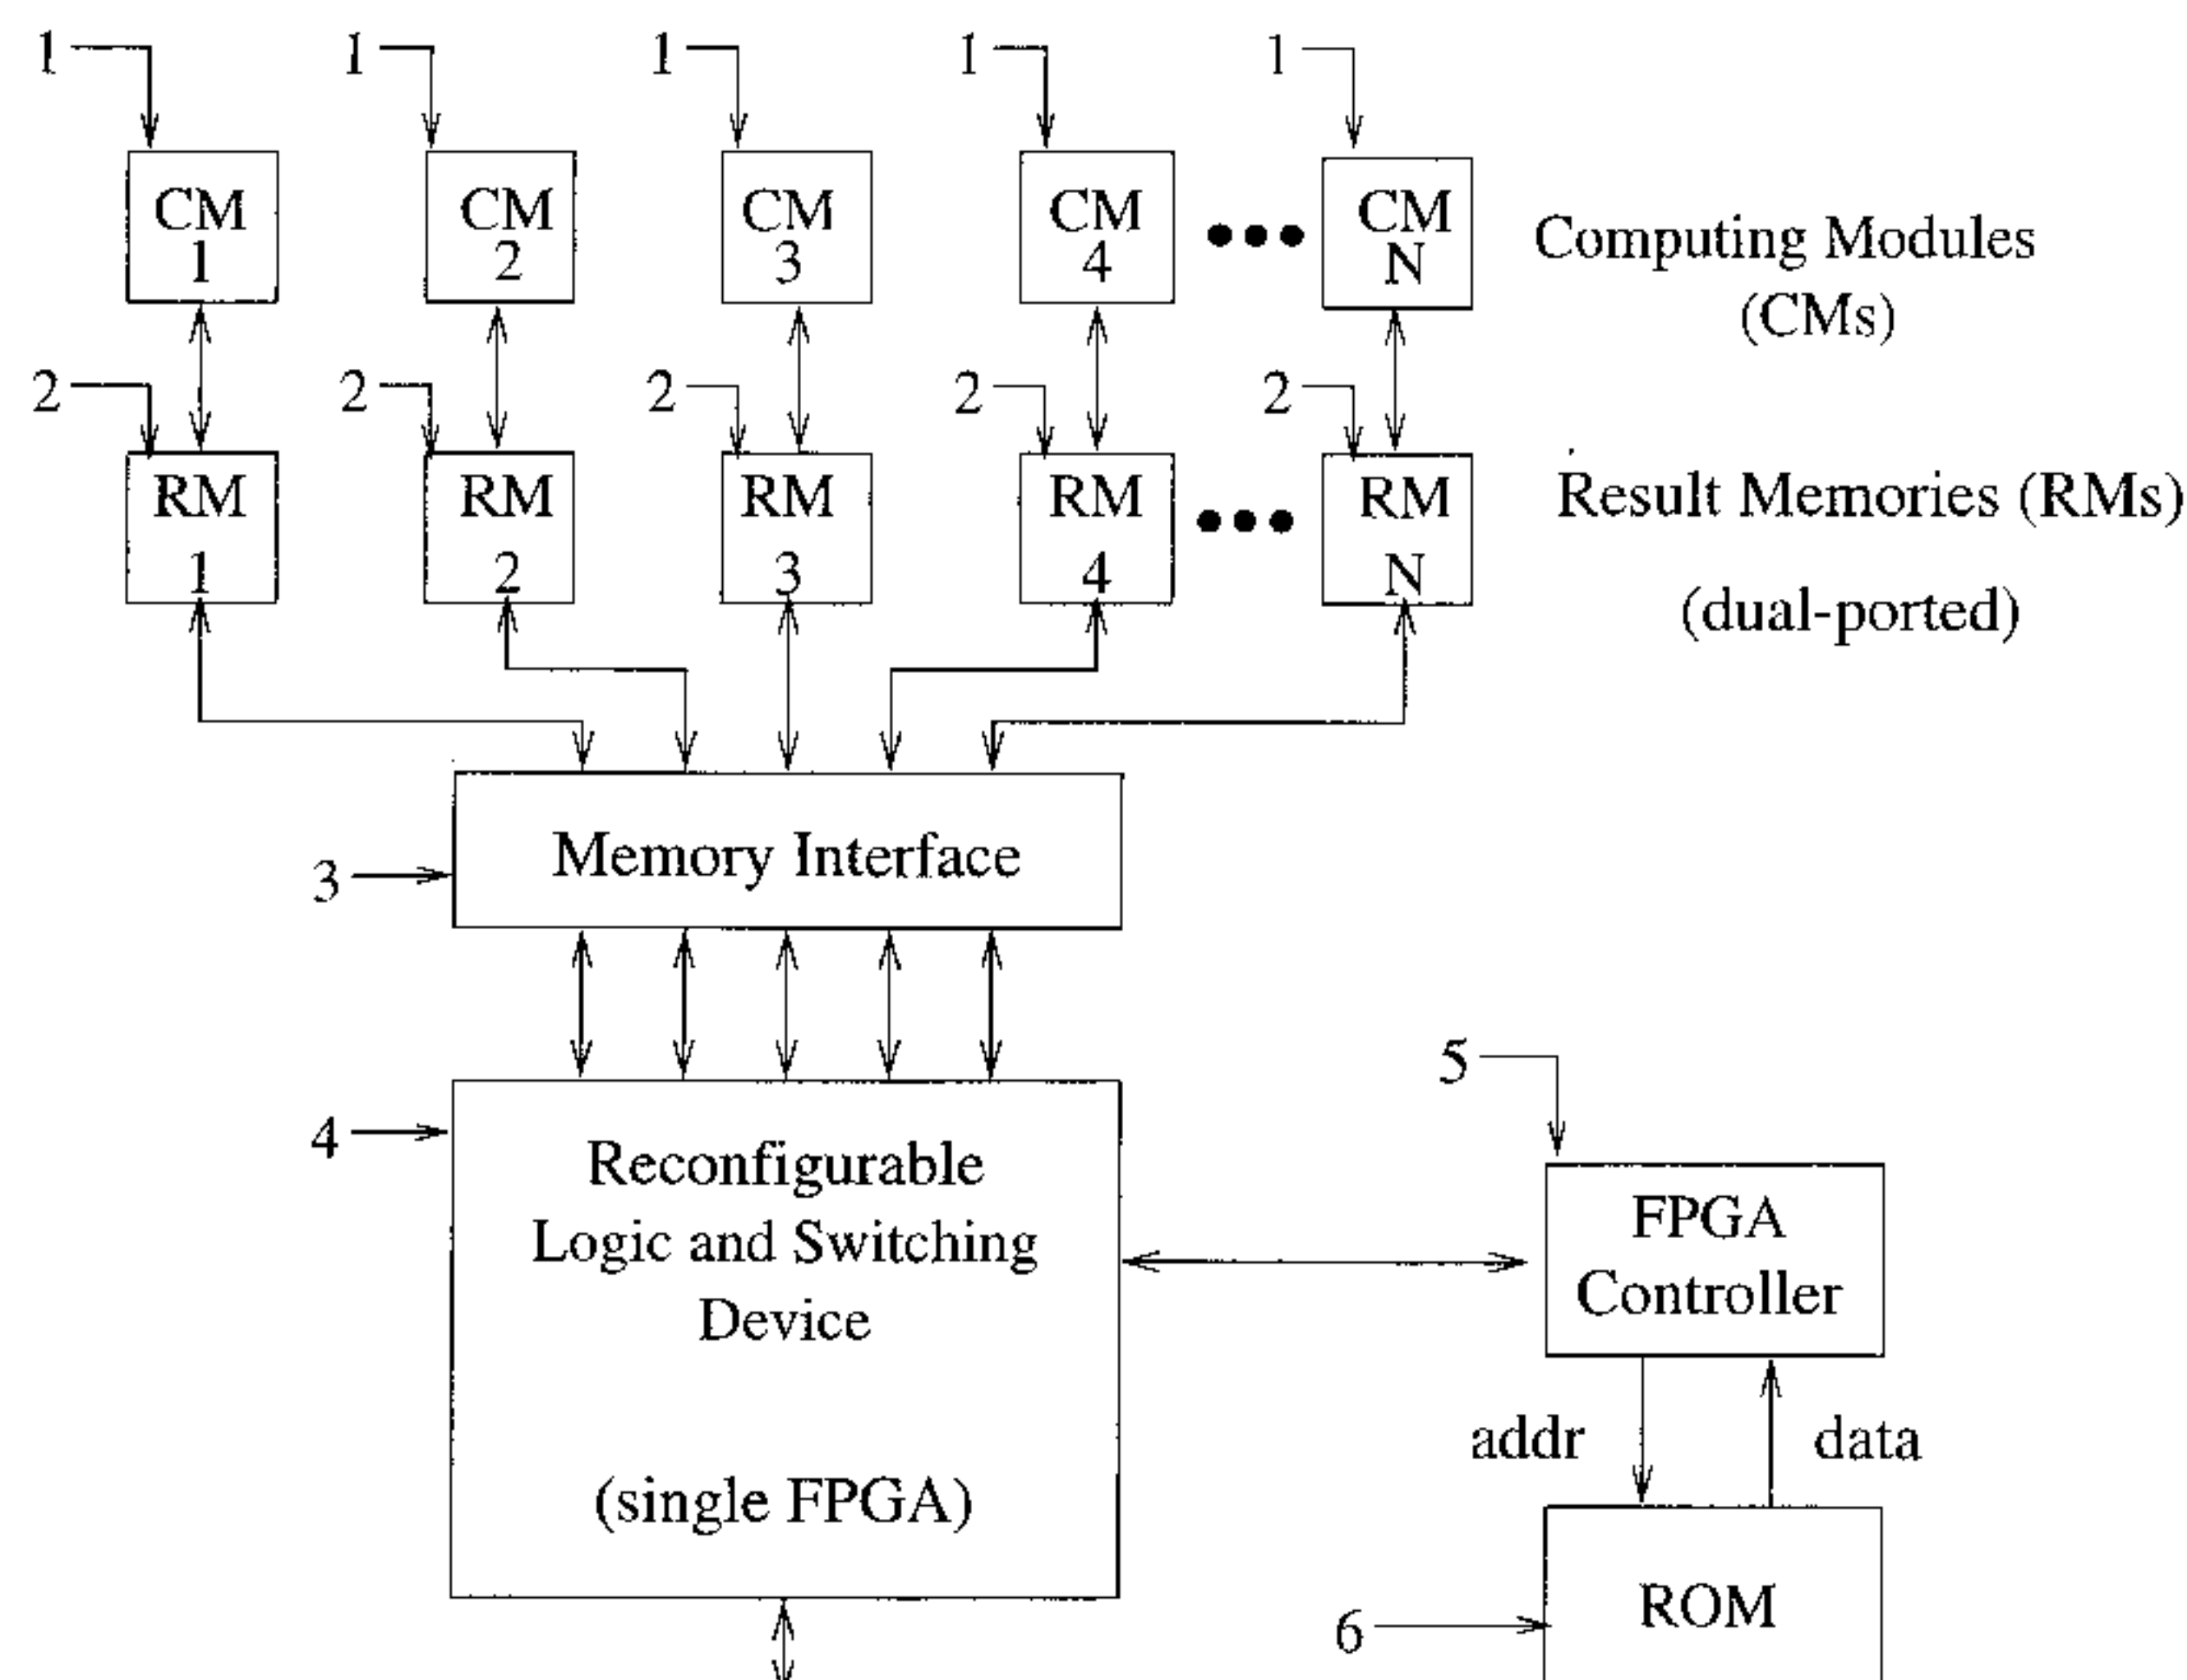 1 1 1 1 1
CM CM CM CM CM
1 2 3 4 N
Computing Modules
(CMs)
2 2 2 2 2
RM RM RM RM RM
1 2 3 4 N
Result Memories (RMs)
(dual-ported)
3
Memory Interface
4
Reconfigurable
Logic and Switching
Device
(single FPGA)
5
FPGA
Controller
addr
data
6
ROM